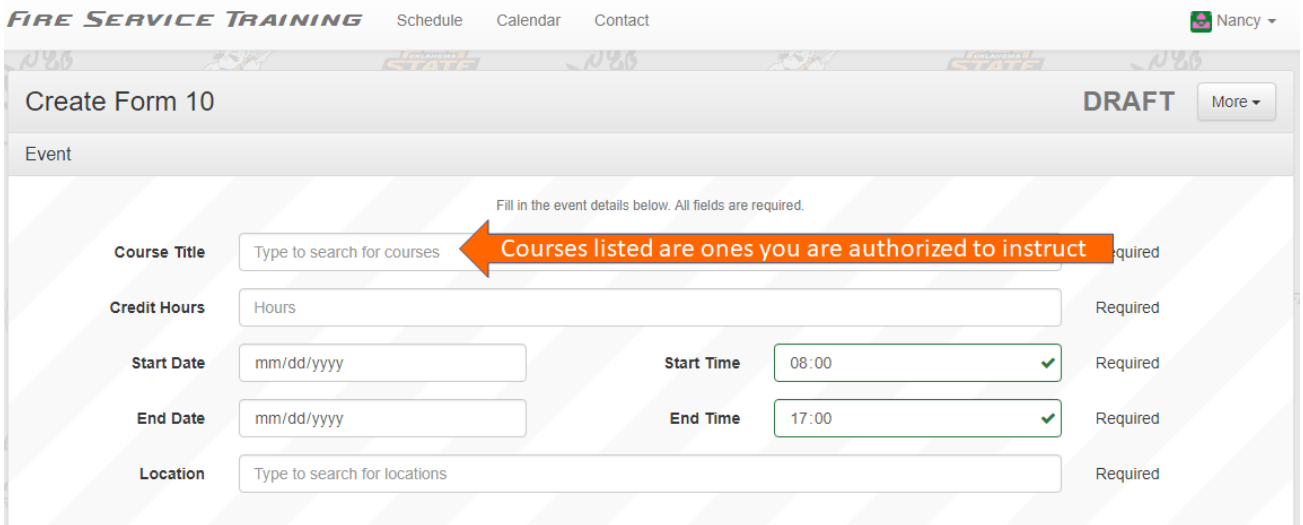 FIRE SERVICE TRAINING Schedule Calendar Contact Nancy
STATE STATE
Create Form 10 DRAFT More
Event
Fill in the event details below. All fields are required.
Course Title Type to search for courses Courses listed are ones you are authorized to instruct equired
Credit Hours Hours Required
Start Date mm/dd/yyyy Start Time 08:00 Required
End Date mm/dd/yyyy End Time 17:00 Required
Location Type to search for locations Required